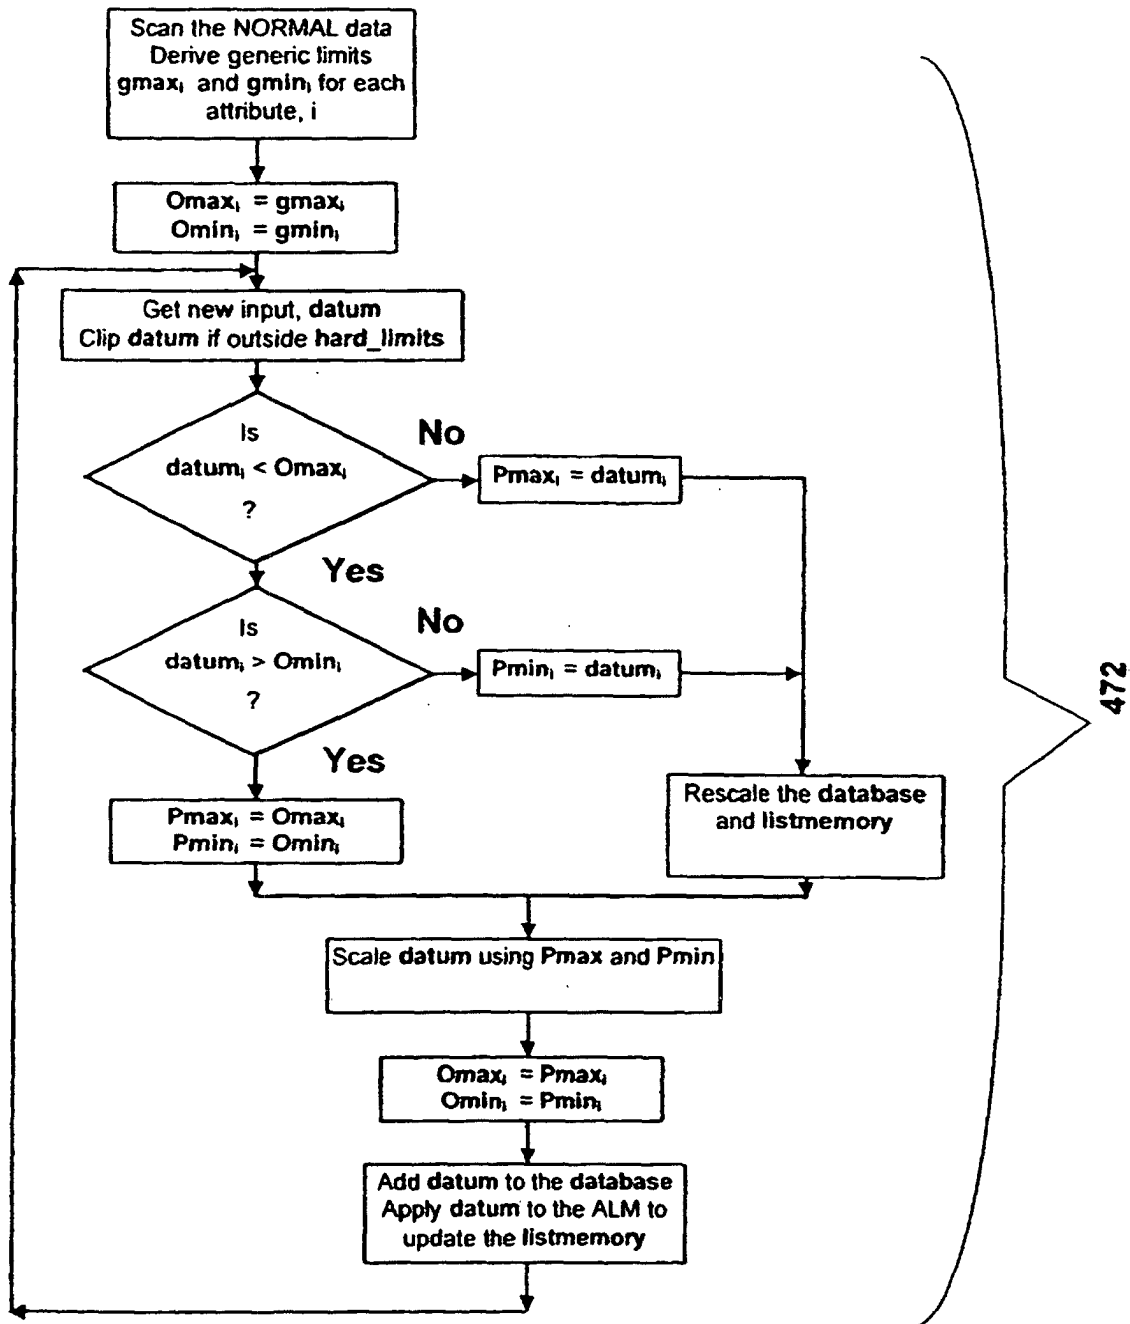 Scan the NORMAL data
Derive generic limits
gmaxᵢ and gminᵢ for each
attribute, i
Omaxᵢ = gmaxᵢ
Ominᵢ = gminᵢ
Get new input, datum
Clip datum if outside hard_limits
Is
datumᵢ < Omaxᵢ
?
No
Pmaxᵢ = datumᵢ
Yes
Is
datumᵢ > Ominᵢ
?
No
Pminᵢ = datumᵢ
Yes
Pmaxᵢ = Omaxᵢ
Pminᵢ = Ominᵢ
Rescale the database
and listmemory
Scale datum using Pmax and Pmin
Omaxᵢ = Pmaxᵢ
Ominᵢ = Pminᵢ
Add datum to the database
Apply datum to the ALM to
update the listmemory
472